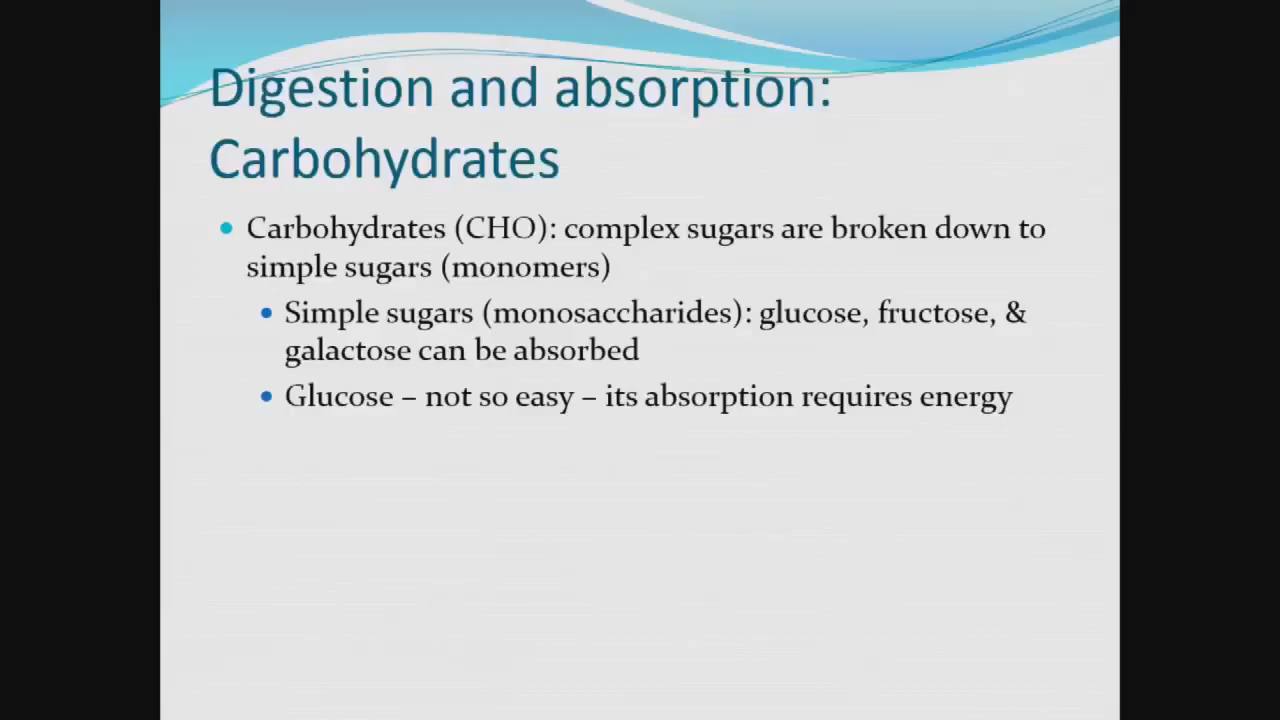 Digestion and absorption:
Carbohydrates
• Carbohydrates (CHO): complex sugars are broken down to
simple sugars (monomers)
• Simple sugars (monosaccharides): glucose, fructose, &
galactose can be absorbed
• Glucose – not so easy – its absorption requires energy